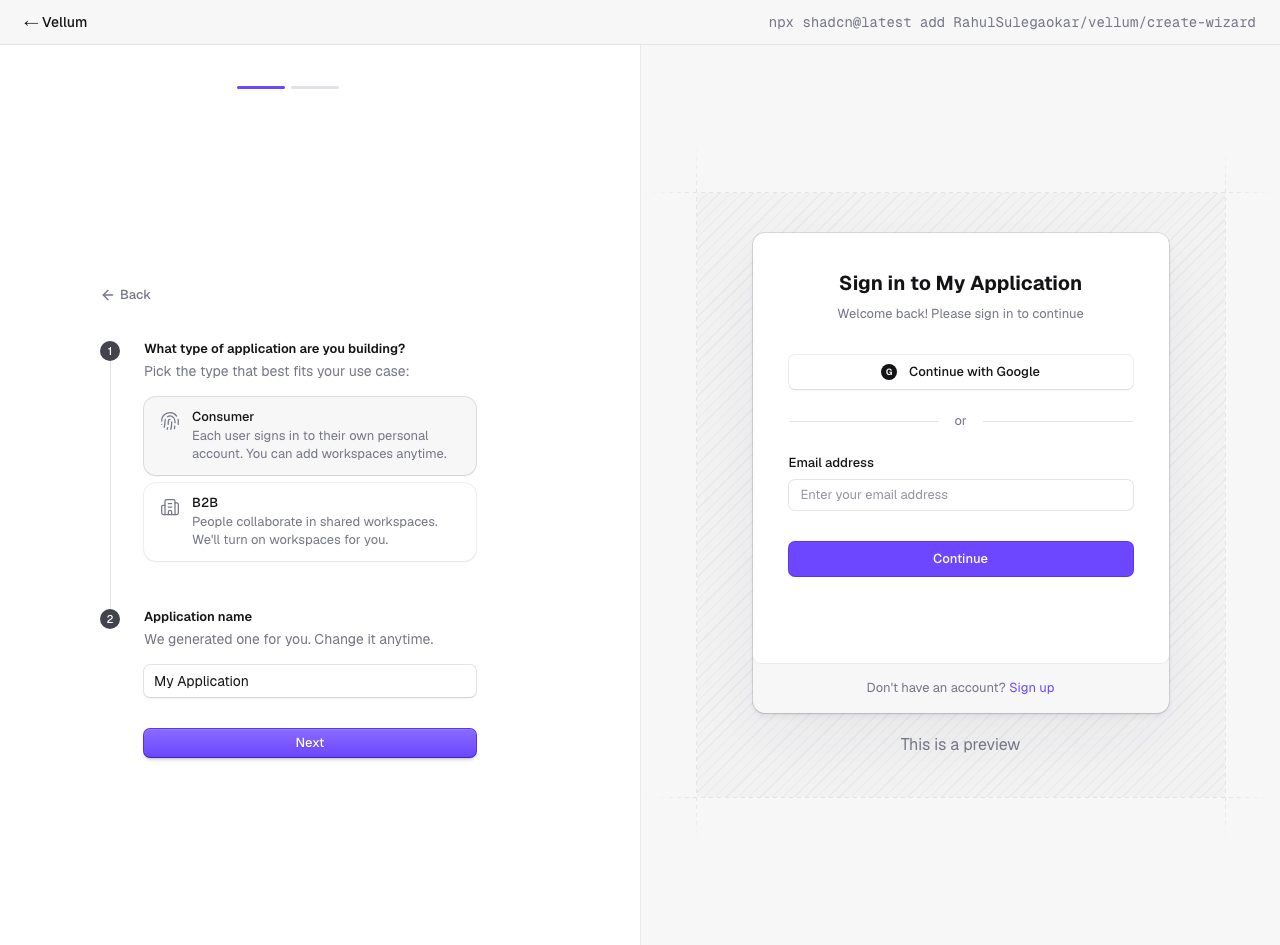 ← Vellum
npx shadcn@latest add RahulSulegaokar/vellum/create-wizard
← Back
1
What type of application are you building?
Pick the type that best fits your use case:
Consumer
Each user signs in to their own personal
account. You can add workspaces anytime.
B2B
People collaborate in shared workspaces.
We'll turn on workspaces for you.
2
Application name
We generated one for you. Change it anytime.
My Application
Next
Sign in to My Application
Welcome back! Please sign in to continue
G Continue with Google
or
Email address
Enter your email address
Continue
Don't have an account? Sign up
This is a preview